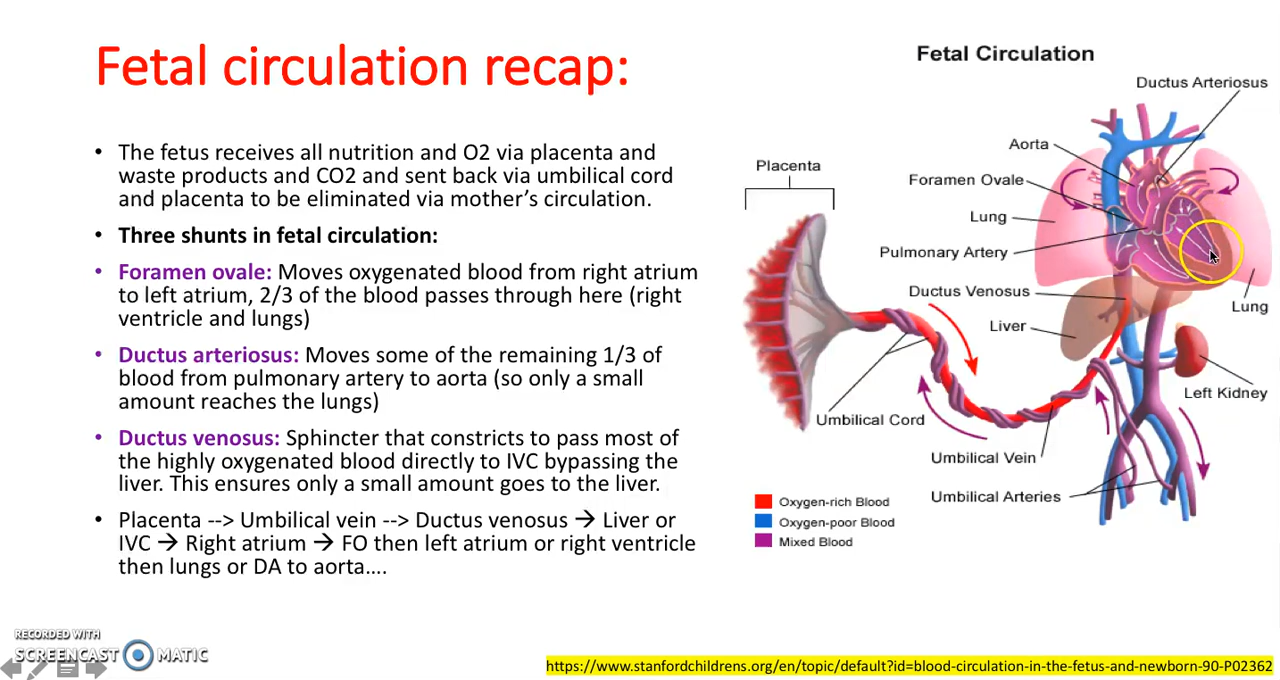 Fetal circulation recap:
• The fetus receives all nutrition and O2 via placenta and
waste products and CO2 and sent back via umbilical cord
and placenta to be eliminated via mother's circulation.
• Three shunts in fetal circulation:
• Foramen ovale: Moves oxygenated blood from right atrium
to left atrium, 2/3 of the blood passes through here (right
ventricle and lungs)
• Ductus arteriosus: Moves some of the remaining 1/3 of
blood from pulmonary artery to aorta (so only a small
amount reaches the lungs)
• Ductus venosus: Sphincter that constricts to pass most of
the highly oxygenated blood directly to IVC bypassing the
liver. This ensures only a small amount goes to the liver.
• Placenta --> Umbilical vein --> Ductus venosus → Liver or
IVC → Right atrium → FO then left atrium or right ventricle
then lungs or DA to aorta....
Fetal Circulation
Ductus Arteriosus
Aorta
Placenta
Foramen Ovale
Lung
Pulmonary Artery
Ductus Venosus
Lung
Liver
Left Kidney
Umbilical Cord
Umbilical Vein
Umbilical Arteries
Oxygen-rich Blood
Oxygen-poor Blood
Mixed Blood
RECORDED WITH
SCREENCAST MATIC
https://www.stanfordchildrens.org/en/topic/default?id=blood-circulation-in-the-fetus-and-newborn-90-P02362